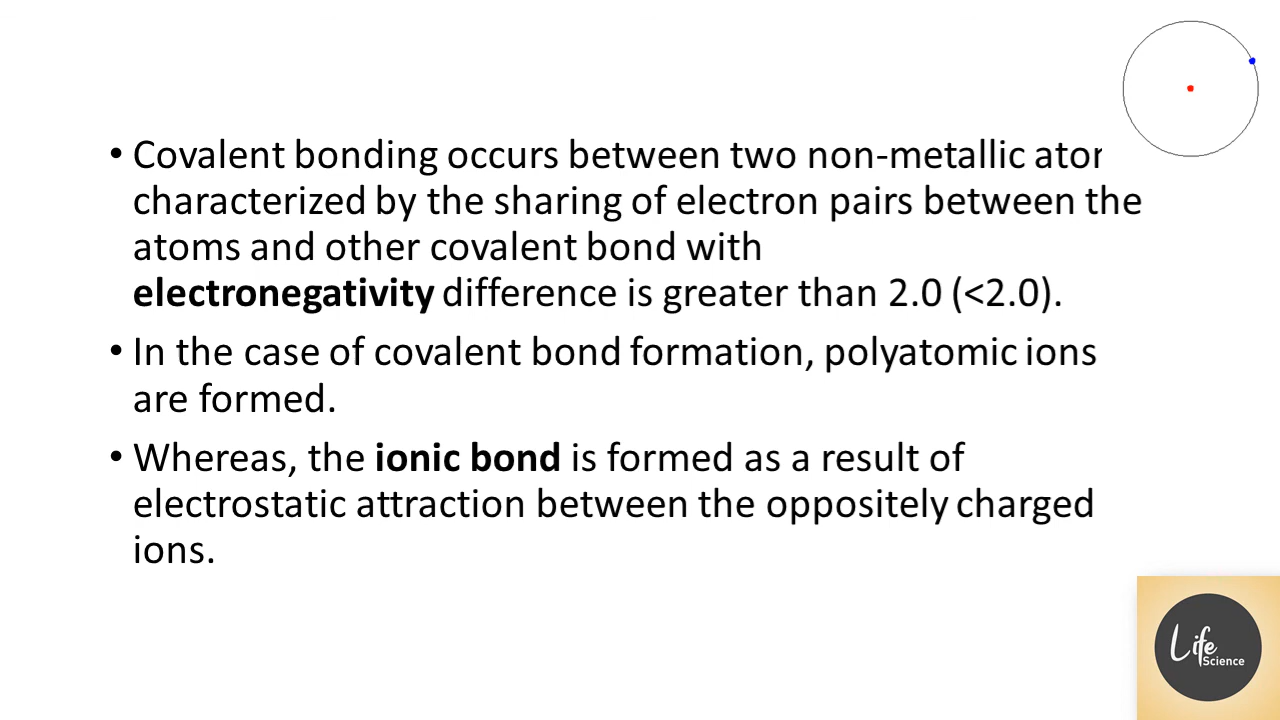 • Covalent bonding occurs between two non-metallic
characterized by the sharing of electron pairs between the
atoms and other covalent bond with
electronegativity difference is greater than 2.0 (<2.0).
• In the case of covalent bond formation, polyatomic ions
are formed.
• Whereas, the ionic bond is formed as a result of
electrostatic attraction between the oppositely charged
ions.
Life
Science